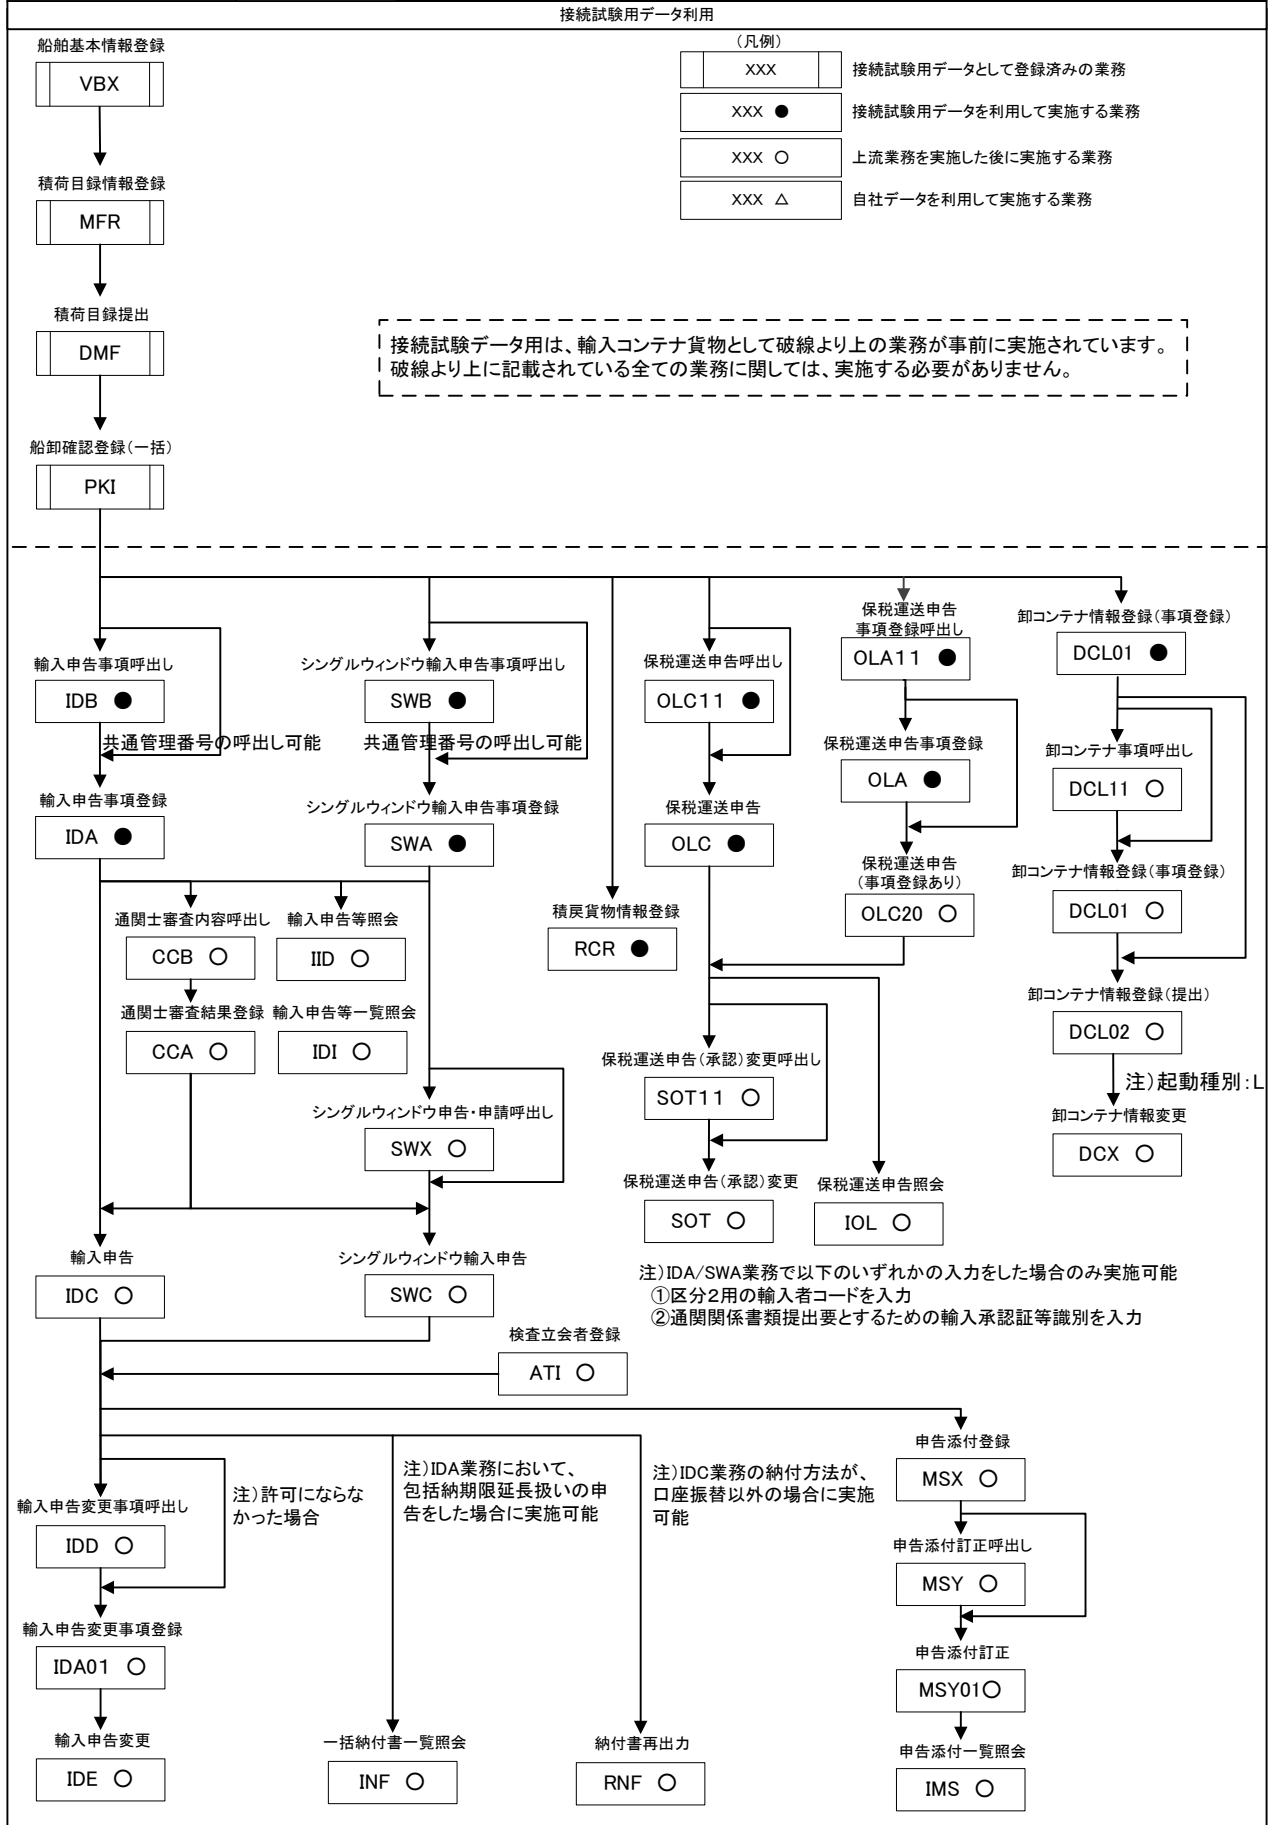 接続試験用データ利用
船舶基本情報登録
VBX
(凡例)
XXX
接続試験用データとして登録済みの業務
XXX ●
接続試験用データを利用して実施する業務
XXX ○
上流業務を実施した後に実施する業務
XXX △
自社データを利用して実施する業務
積荷目録情報登録
MFR
積荷目録提出
DMF
接続試験データ用は、輸入コンテナ貨物として破線より上の業務が事前に実施されています。
破線より上に記載されている全ての業務に関しては、実施する必要がありません。
船卸確認登録(一括)
PKI
輸入申告事項呼出し
IDB ●
共通管理番号の呼出し可能
輸入申告事項登録
IDA ●
シングルウィンドウ輸入申告事項呼出し
SWB ●
共通管理番号の呼出し可能
シングルウィンドウ輸入申告事項登録
SWA ●
保税運送申告呼出し
OLC11 ●
保税運送申告
OLC ●
保税運送申告
事項登録呼出し
OLA11 ●
保税運送申告事項登録
OLA ●
保税運送申告
(事項登録あり)
OLC20 ○
卸コンテナ情報登録(事項登録)
DCL01 ●
卸コンテナ事項呼出し
DCL11 ○
卸コンテナ情報登録(事項登録)
DCL01 ○
卸コンテナ情報登録(提出)
DCL02 ○
注)起動種別:L
卸コンテナ情報変更
DCX ○
通関士審査内容呼出し
CCB ○
輸入申告等照会
IID ○
通関士審査結果登録
CCA ○
輸入申告等一覧照会
IDI ○
積戻貨物情報登録
RCR ●
シングルウィンドウ申告・申請呼出し
SWX ○
保税運送申告(承認)変更呼出し
SOT11 ○
保税運送申告(承認)変更
SOT ○
保税運送申告照会
IOL ○
輸入申告
IDC ○
シングルウィンドウ輸入申告
SWC ○
注)IDA/SWA業務で以下のいずれかの入力をした場合のみ実施可能
①区分2用の輸入者コードを入力
②通関関係書類提出要とするための輸入承認証等識別を入力
検査立会者登録
ATI ○
輸入申告変更事項呼出し
IDD ○
注)許可にならな
かった場合
注)IDA業務において、
包括納期限延長扱いの申
告をした場合に実施可能
注)IDC業務の納付方法が、
口座振替以外の場合に実施
可能
申告添付登録
MSX ○
申告添付訂正呼出し
MSY ○
輸入申告変更事項登録
IDA01 ○
申告添付訂正
MSY01○
輸入申告変更
IDE ○
一括納付書一覧照会
INF ○
納付書再出力
RNF ○
申告添付一覧照会
IMS ○